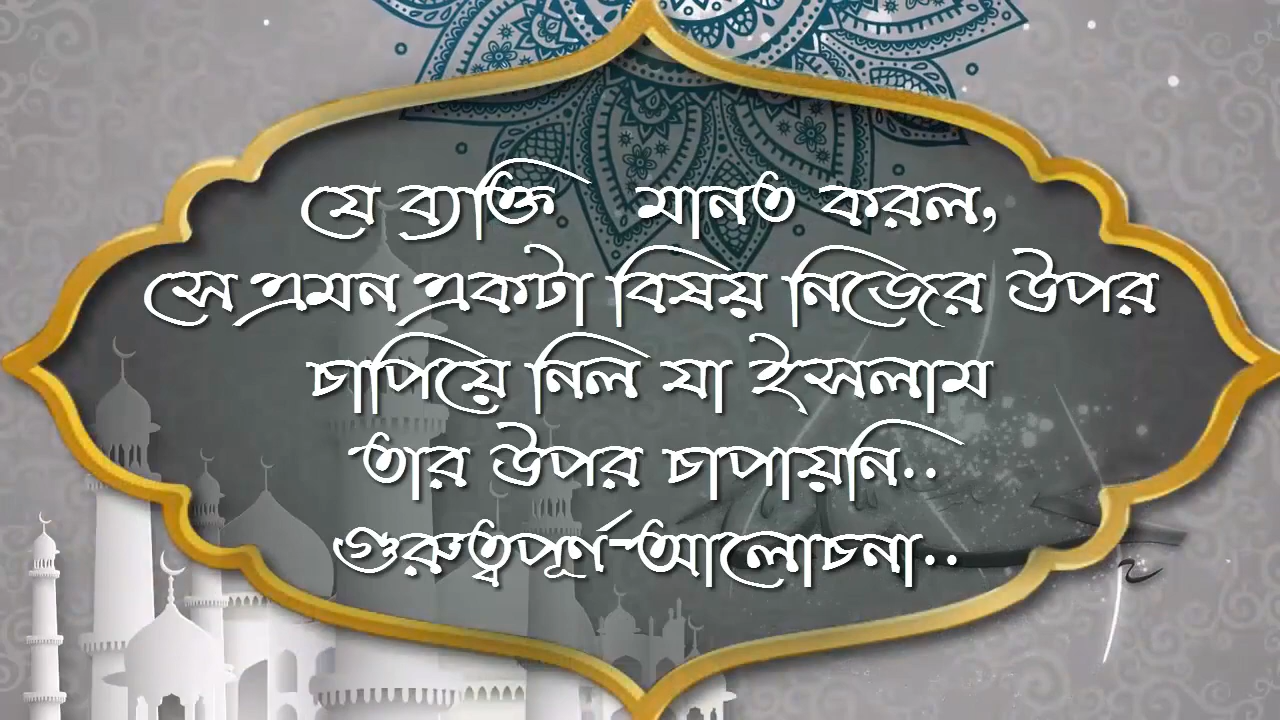 যে ব্যক্তি মানত করল,
সে এমন একটা বিষয় নিজের উপর
চাপিয়ে নিল যা ইসলাম
তার উপর চাপায়নি..
গুরুত্বপূর্ণ-আলোচনা..